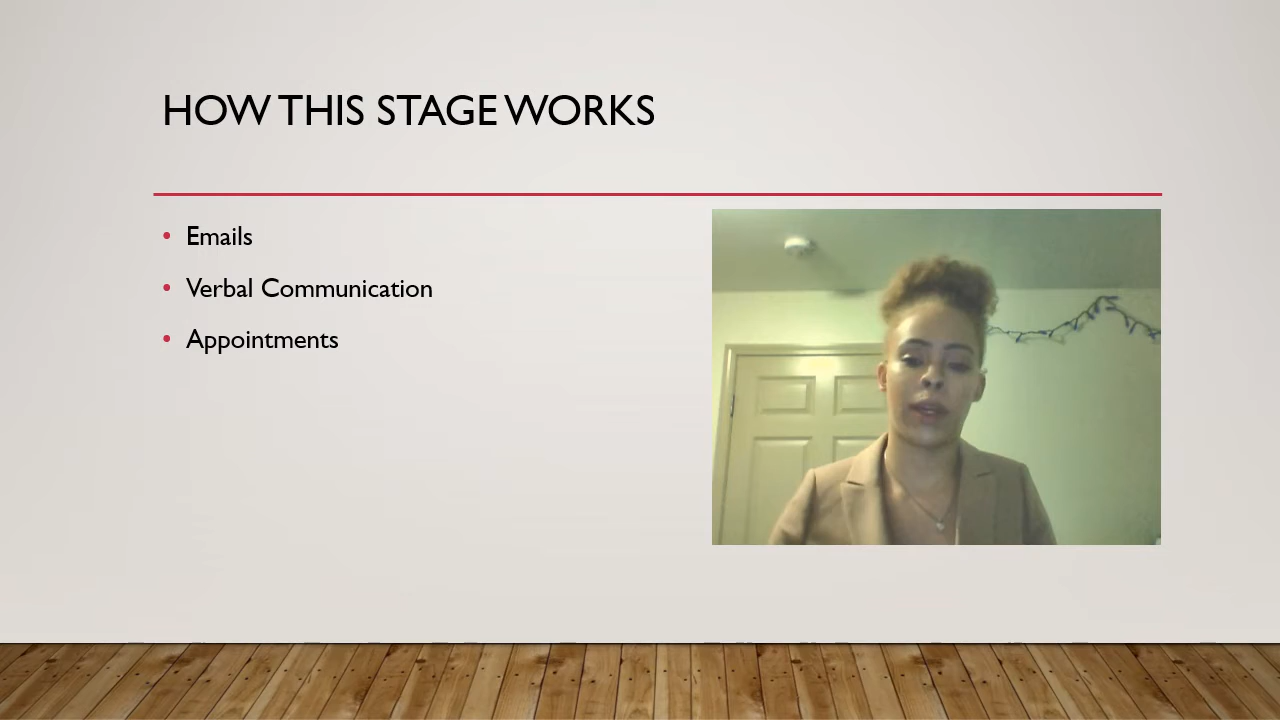 HOW THIS STAGE WORKS
• Emails
• Verbal Communication
• Appointments